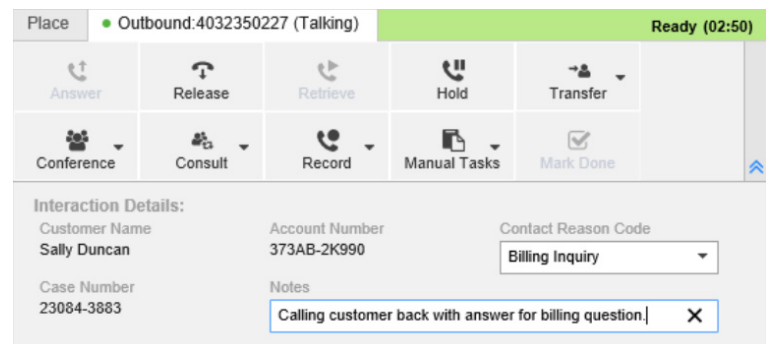 Place
Outbound:4032350227 (Talking)
Ready (02:50)
Answer
Release
Retrieve
Hold
Transfer
Conference
Consult
Record
Manual Tasks
Mark Done
Interaction Details:
Customer Name
Account Number
Contact Reason Code
Sally Duncan
373AB-2K990
Billing Inquiry
Case Number
Notes
23084-3883
Calling customer back with answer for billing question.